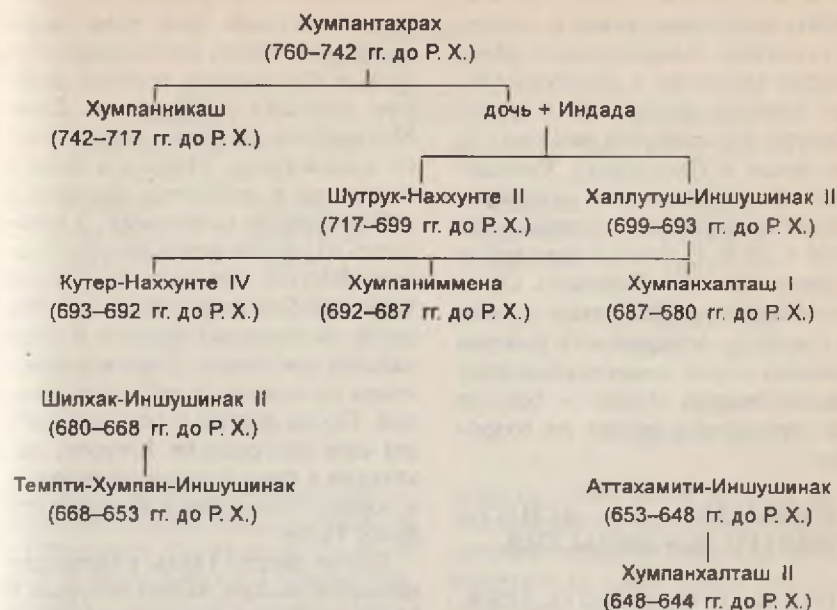 Хумпантахрах
(760–742 гг. до Р. Х.)
Хумпанникаш
(742–717 гг. до Р. Х.)
дочь + Индада
Шутрук-Наххунте II
(717–699 гг. до Р. Х.)
Халлутуш-Иншушинак II
(699–693 гг. до Р. Х.)
Кутер-Наххунте IV
(693–692 гг. до Р. Х.)
Хумпаниммена
(692–687 гг. до Р. Х.)
Хумпанхалташ I
(687–680 гг. до Р. Х.)
Шилхак-Иншушинак II
(680–668 гг. до Р. Х.)
Темпти-Хумпан-Иншушинак
(668–653 гг. до Р. Х.)
Аттахамити-Иншушинак
(653–648 гг. до Р. Х.)
Хумпанхалташ II
(648–644 гг. до Р. Х.)